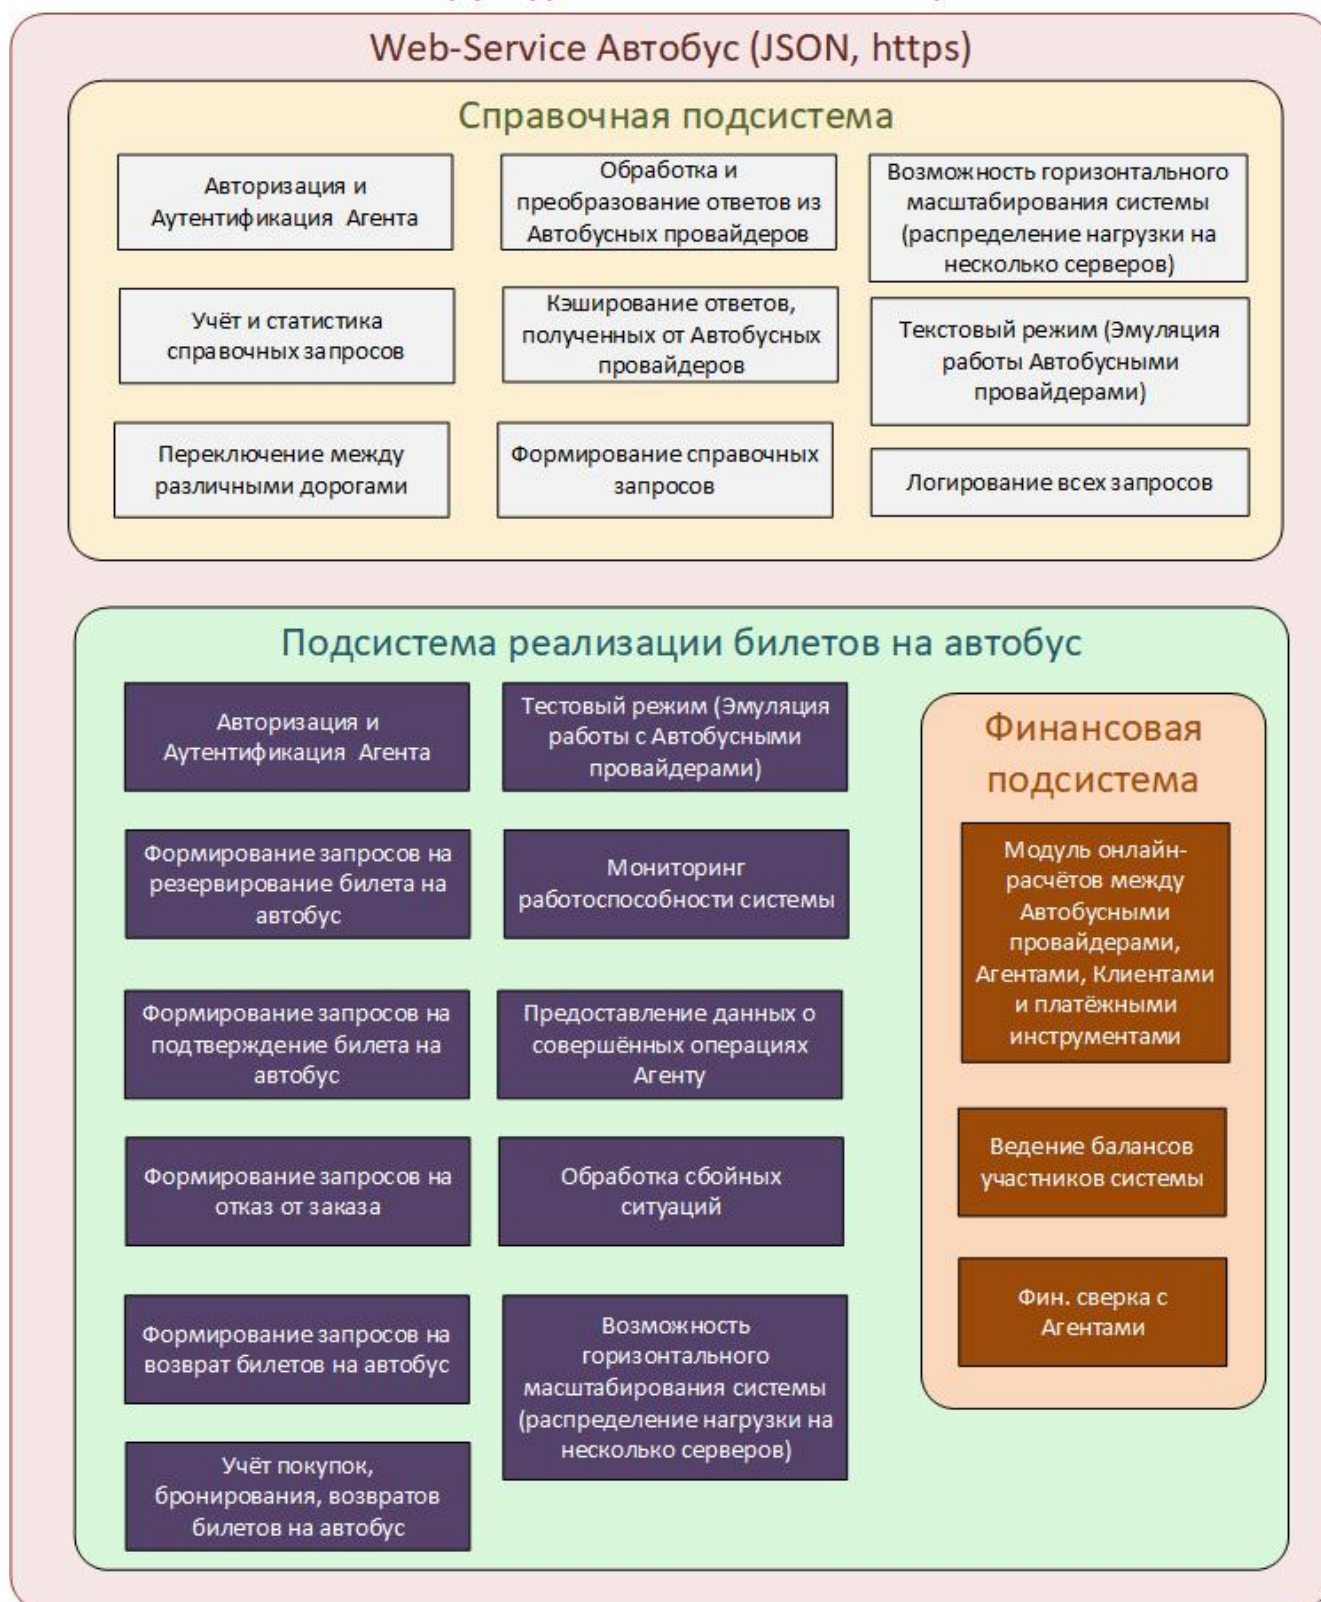 Web-Service Автобус (JSON, https)
Справочная подсистема
Авторизация и
Аутентификация Агента
Обработка и
преобразование ответов из
Автобусных провайдеров
Возможность горизонтального
масштабирования системы
(распределение нагрузки на
несколько серверов)
Учёт и статистика
справочных запросов
Кэширование ответов,
полученных от Автобусных
провайдеров
Текстовый режим (Эмуляция
работы Автобусными
провайдерами)
Переключение между
различными дорогами
Формирование справочных
запросов
Логирование всех запросов
Подсистема реализации билетов на автобус
Авторизация и
Аутентификация Агента
Тестовый режим (Эмуляция
работы с Автобусными
провайдерами)
Формирование запросов на
резервирование билета на
автобус
Мониторинг
работоспособности системы
Формирование запросов на
подтверждение билета на
автобус
Предоставление данных о
совершённых операциях
Агенту
Формирование запросов на
отказ от заказа
Обработка сбойных
ситуаций
Формирование запросов на
возврат билетов на автобус
Возможность
горизонтального
масштабирования системы
(распределение нагрузки на
несколько серверов)
Учёт покупок,
бронирования, возвратов
билетов на автобус
Финансовая
подсистема
Модуль онлайн-
расчётов между
Автобусными
провайдерами,
Агентами, Клиентами
и платёжными
инструментами
Ведение балансов
участников системы
Фин. сверка с
Агентами